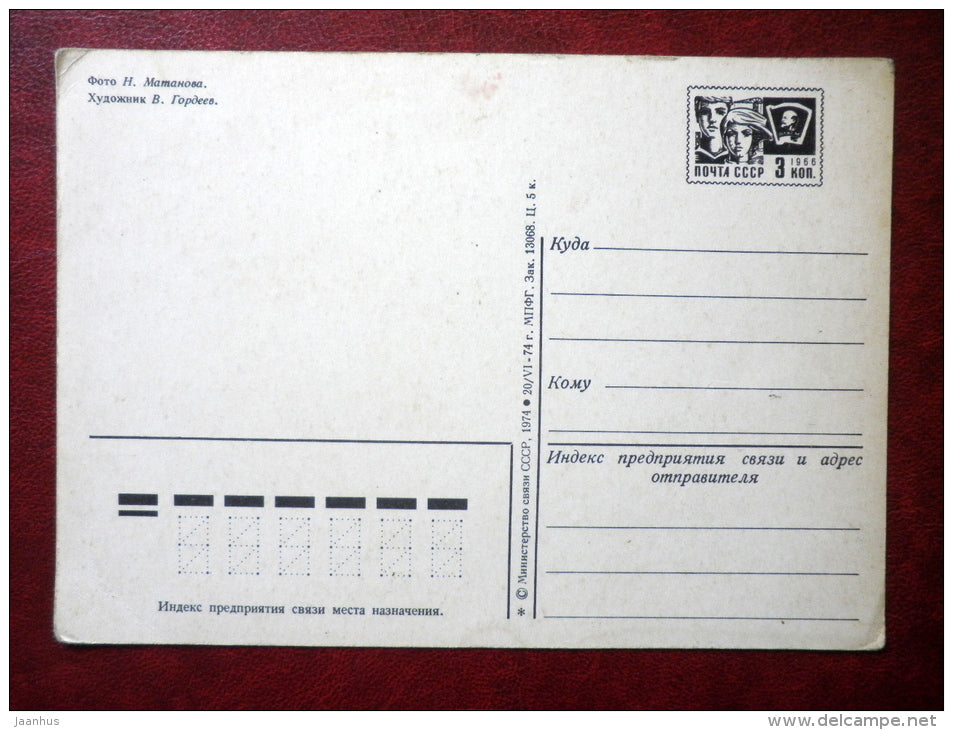 Фото Н. Матанова.
Художник В. Гордеев.
1966
ПОЧТА СССР 3 КОП.
Куда
Кому
Индекс предприятия связи и адрес
отправителя
* © Министерство связи СССР, 1974 ● 20/VI-74 г. МПФГ. Зак. 13068. Ц. 5 к.
Индекс предприятия связи места назначения.
Jaanhus
www.delcampe.net